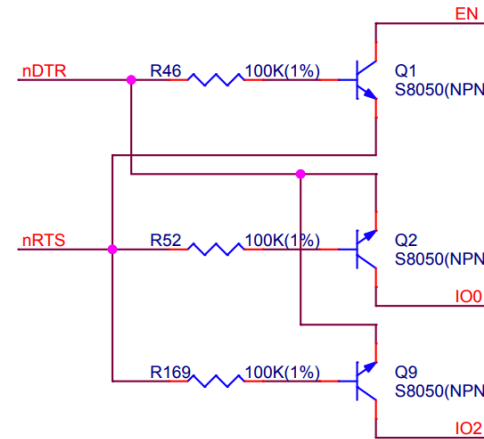 EN
nDTR
R46
100K(1%)
Q1
S8050(NPN
nRTS
R52
100K(1%)
Q2
S8050(NPN
IO0
R169
100K(1%)
Q9
S8050(NPN
IO2